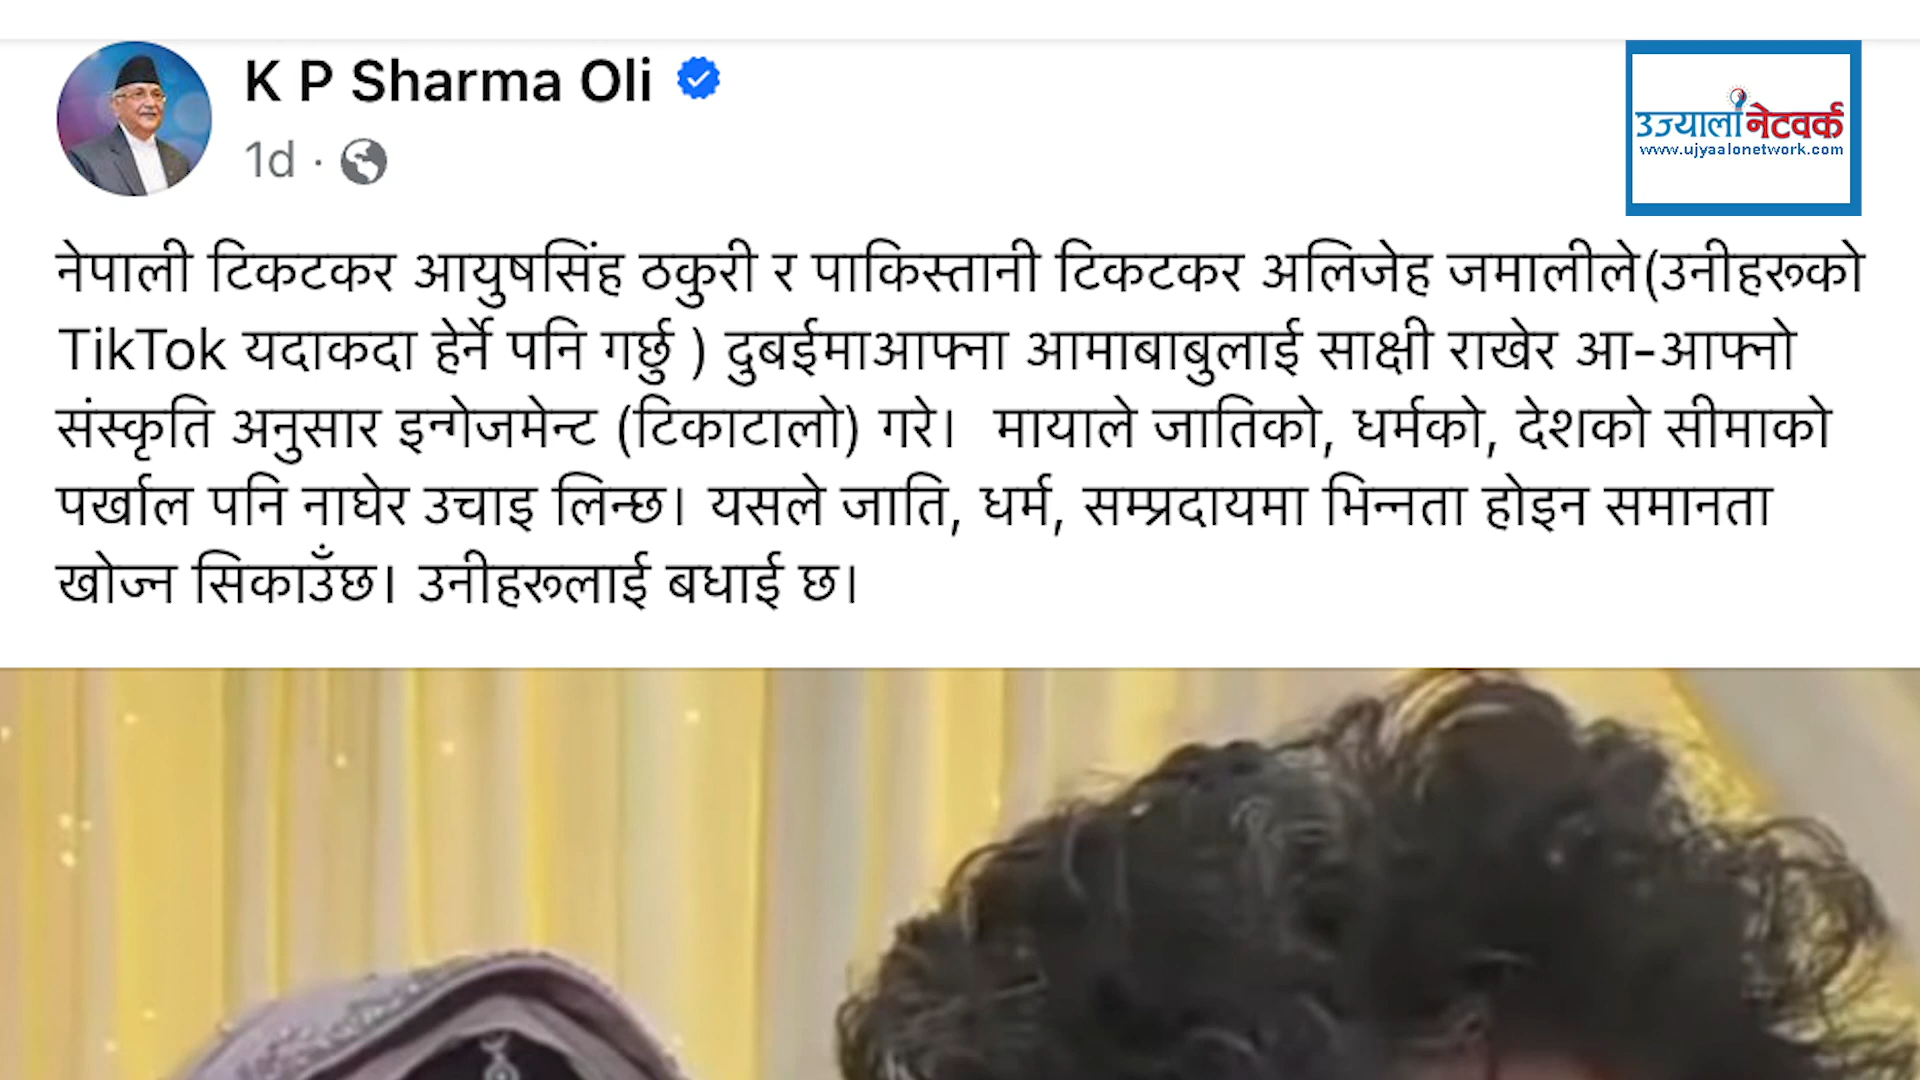 K P Sharma Oli
1d ·
उज्यालो नेटवर्क
www.ujyaalonetwork.com
नेपाली टिकटकर आयुषसिंह ठकुरी र पाकिस्तानी टिकटकर अलिजेह जमालीले(उनीहरूको
TikTok यदाकदा हेर्नै पनि गर्छु ) दुबईमाआफ्ना आमाबाबुलाई साक्षी राखेर आ-आफ्नो
संस्कृति अनुसार इन्गेजमेन्ट (टिकाटालो) गरे। मायाले जातिको, धर्मको, देशको सीमाको
पर्खाल पनि नाघेर उचाइ लिन्छ। यसले जाति, धर्म, सम्प्रदायमा भिन्नता होइन समानता
खोज्न सिकाउँछ। उनीहरूलाई बधाई छ।